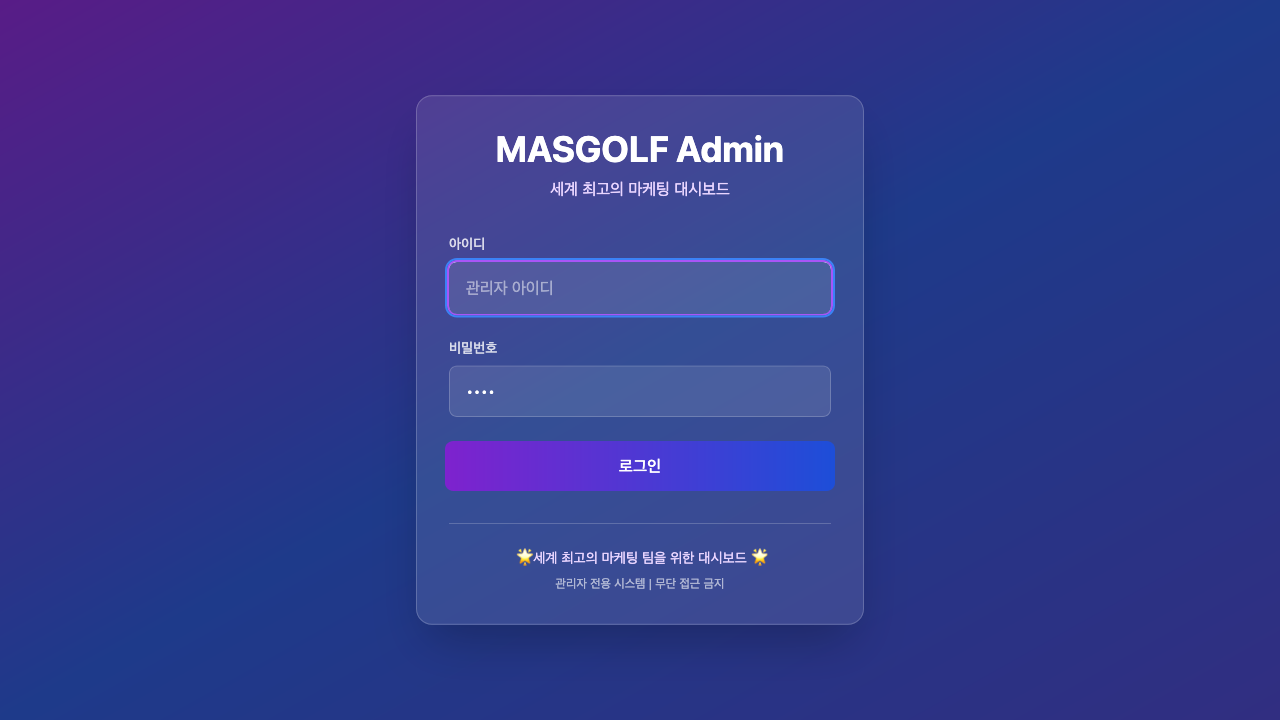 MASGOLF Admin
세계 최고의 마케팅 대시보드
아이디
관리자 아이디
비밀번호
••••
로그인
🌟세계 최고의 마케팅 팀을 위한 대시보드 🌟
관리자 전용 시스템 | 무단 접근 금지